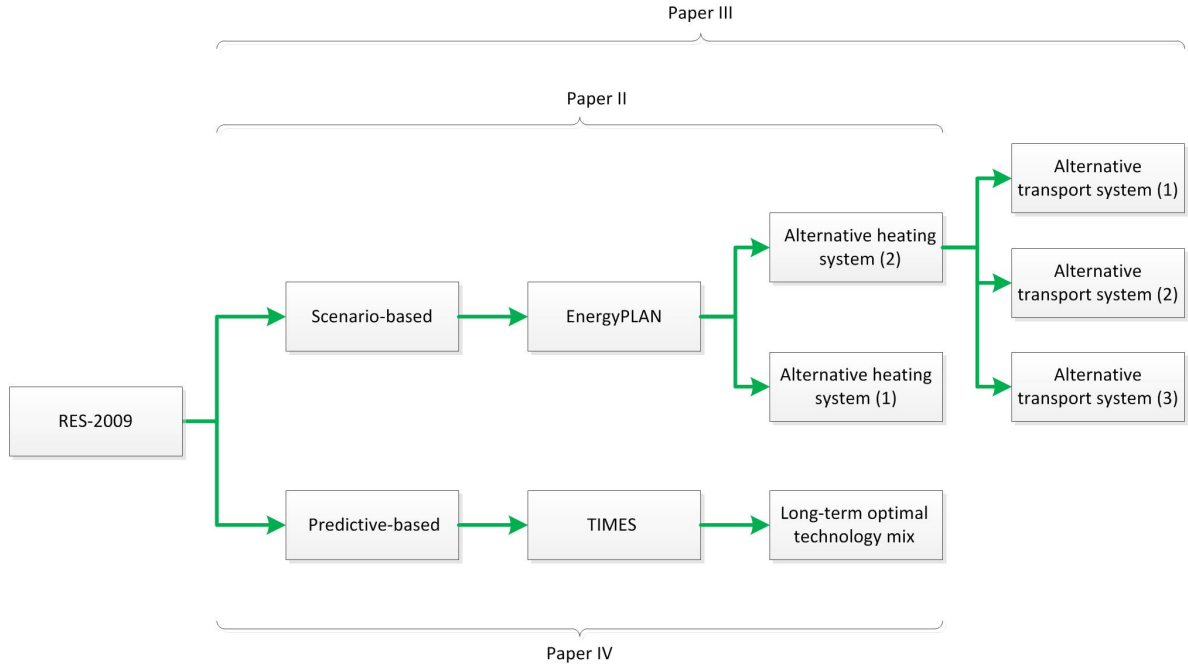 Paper III
Paper II
Alternative
transport system (1)
Alternative heating
system (2)
Alternative
transport system (2)
Scenario-based
EnergyPLAN
Alternative heating
system (1)
Alternative
transport system (3)
RES-2009
Predictive-based
TIMES
Long-term optimal
technology mix
Paper IV